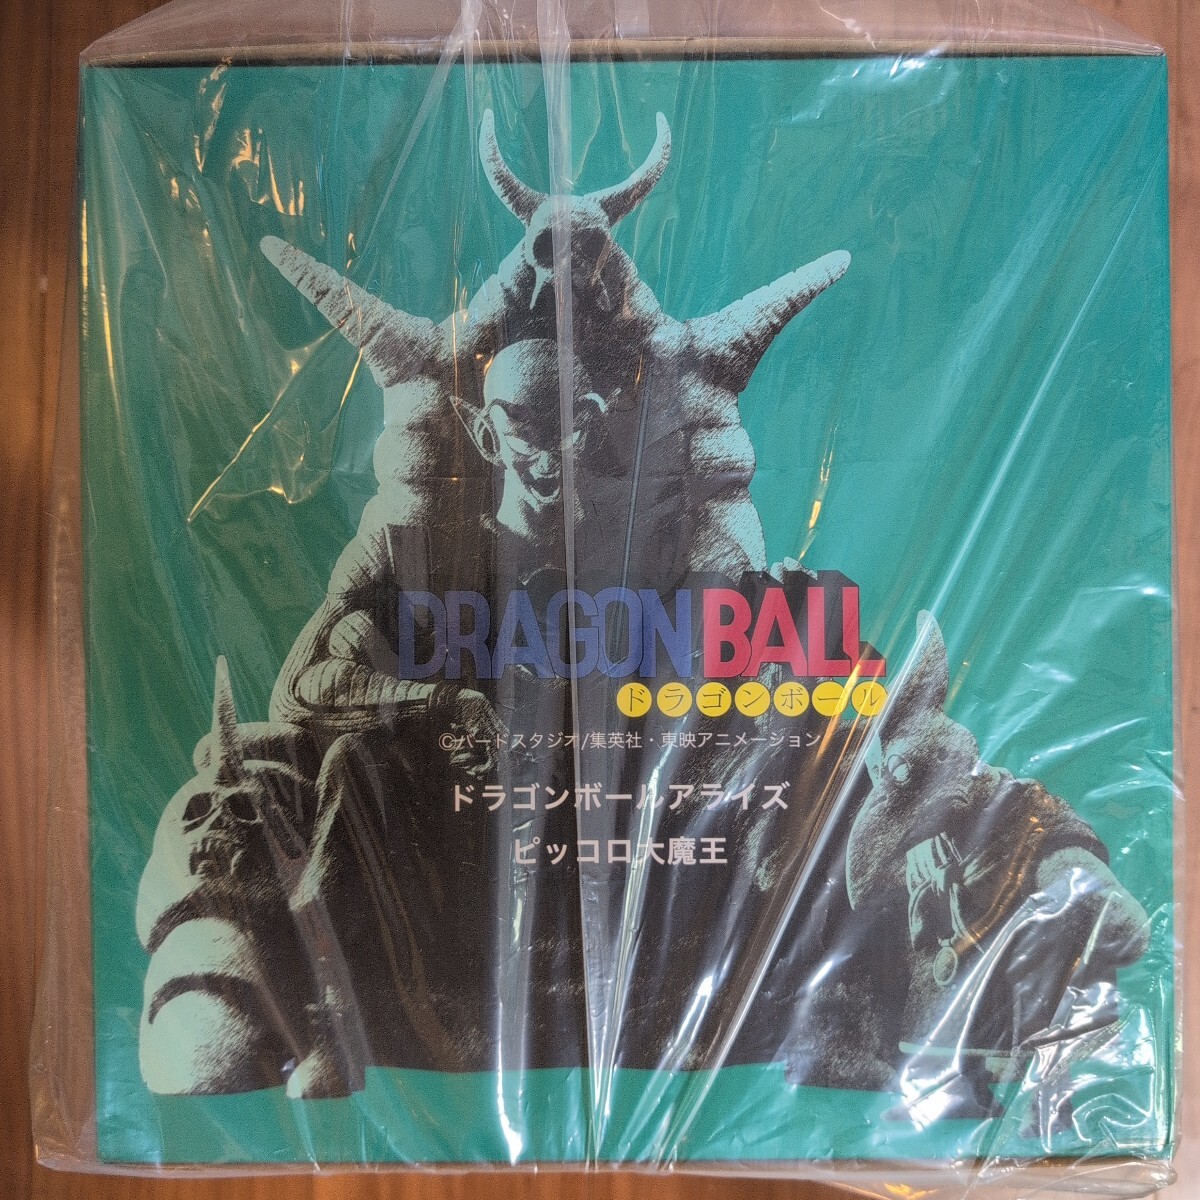 DRAGON BALL
ドラゴンボール
©バードスタジオ/集英社・東映アニメーション
ドラゴンボールアライズ
ピッコロ大魔王